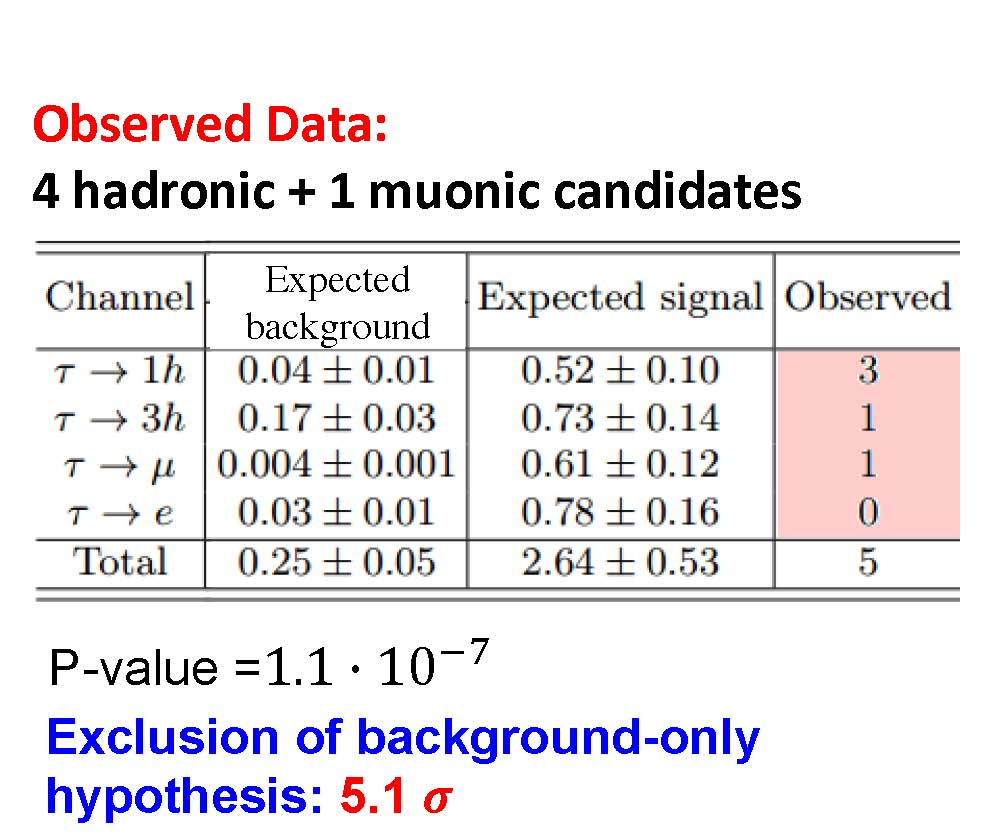 Observed Data:
4 hadronic + 1 muonic candidates
Channel Expected background Expected signal Observed
τ → 1h 0.04 ± 0.01 0.52 ± 0.10 3
τ → 3h 0.17 ± 0.03 0.73 ± 0.14 1
τ → μ 0.004 ± 0.001 0.61 ± 0.12 1
τ → e 0.03 ± 0.01 0.78 ± 0.16 0
Total 0.25 ± 0.05 2.64 ± 0.53 5
P-value =1.1 · 10⁻⁷
Exclusion of background-only
hypothesis: 5.1 σ